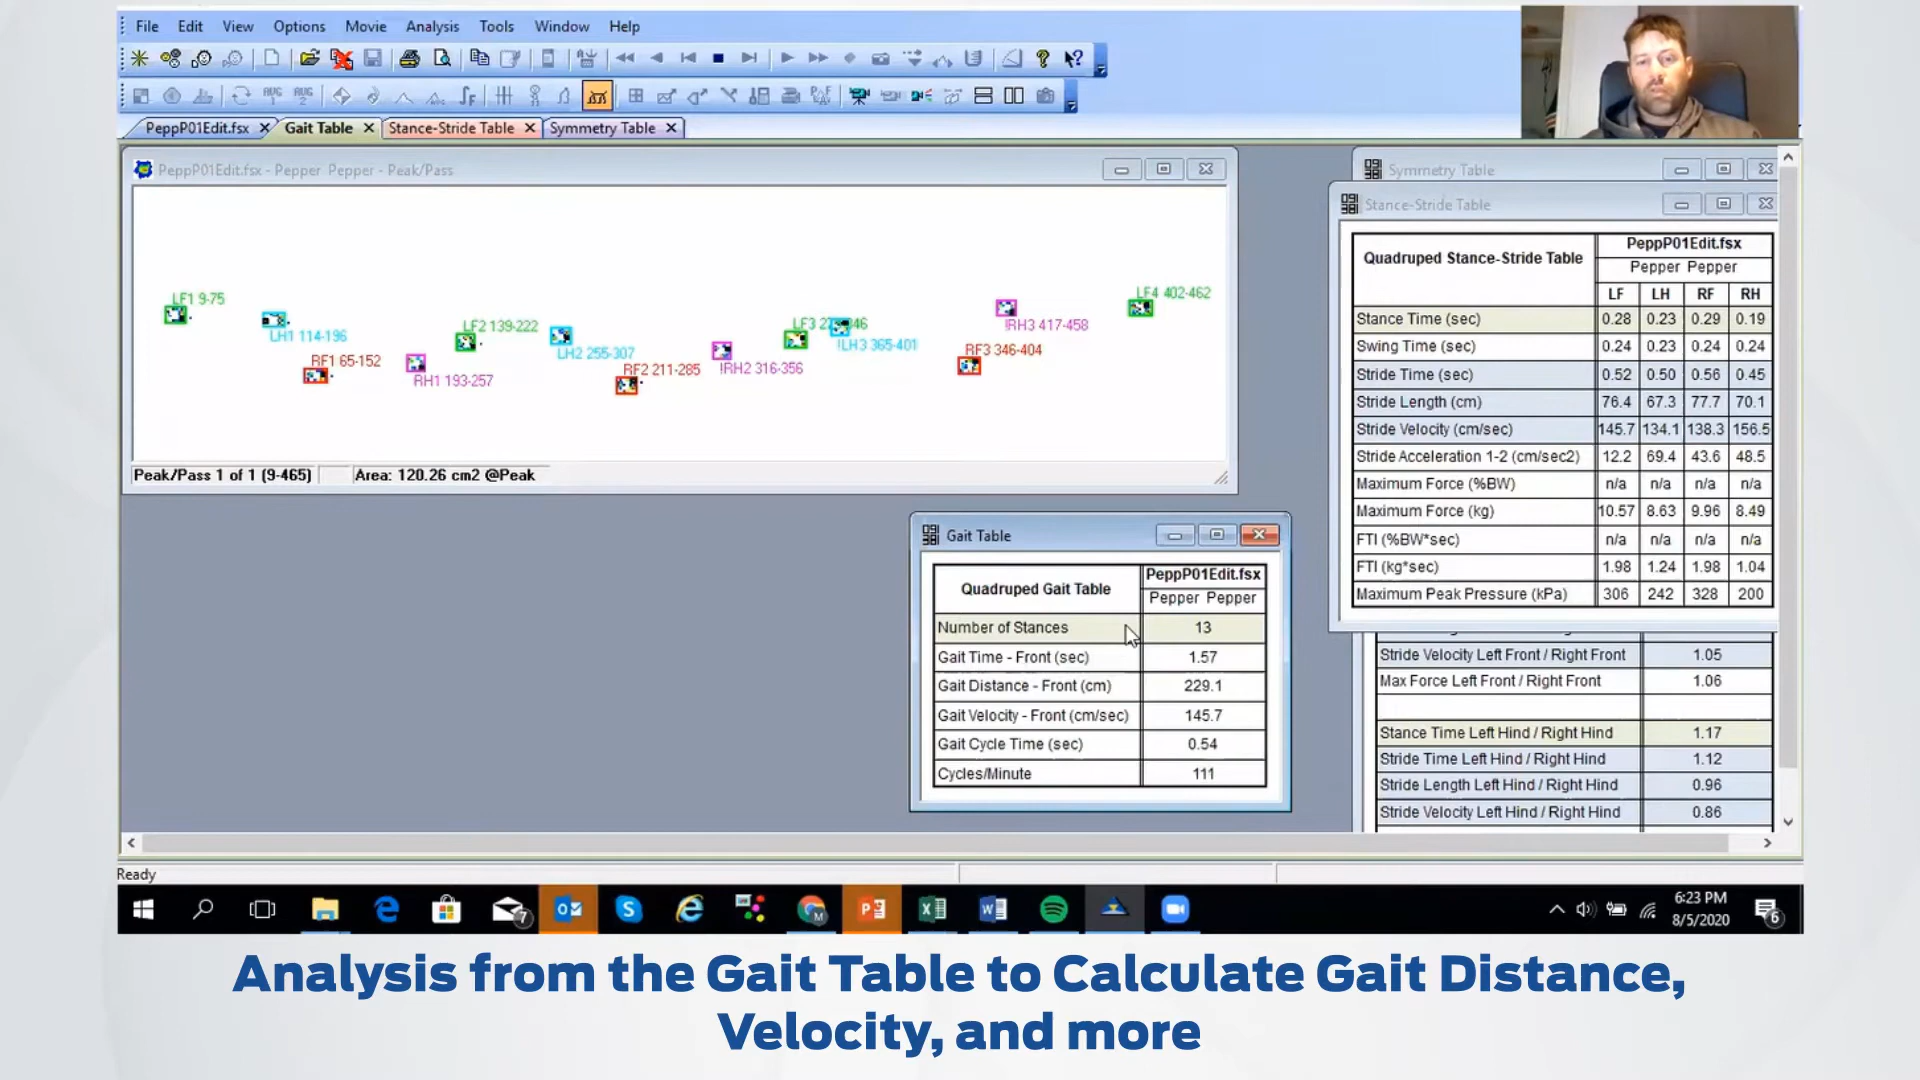 File Edit View Options Movie Analysis Tools Window Help
PeppP01Edit.fsx Gait Table Stance-Stride Table Symmetry Table
PeppP01Edit.fsx - Pepper Pepper - Peak/Pass
LF1 9-75
LH1 114-196
RF1 65-152
RH1 193-257
LF2 139-222
LH2 255-307
RF2 211-285
!RH2 316-356
LF3
!LH3 365-401
RF3 346-404
!RH3 417-458
LF4 402-462
Peak/Pass 1 of 1 (9-465) Area: 120.26 cm2 @Peak
Symmetry Table
Stance-Stride Table
Quadruped Stance-Stride Table PeppP01Edit.fsx
Pepper Pepper
LF LH RF RH
Stance Time (sec) 0.28 0.23 0.29 0.19
Swing Time (sec) 0.24 0.23 0.24 0.24
Stride Time (sec) 0.52 0.50 0.56 0.45
Stride Length (cm) 76.4 67.3 77.7 70.1
Stride Velocity (cm/sec) 145.7 134.1 138.3 156.5
Stride Acceleration 1-2 (cm/sec2) 12.2 69.4 43.6 48.5
Maximum Force (%BW) n/a n/a n/a n/a
Maximum Force (kg) 10.57 8.63 9.96 8.49
FTI (%BW*sec) n/a n/a n/a n/a
FTI (kg*sec) 1.98 1.24 1.98 1.04
Maximum Peak Pressure (kPa) 306 242 328 200
Stride Velocity Left Front / Right Front 1.05
Max Force Left Front / Right Front 1.06
Stance Time Left Hind / Right Hind 1.17
Stride Time Left Hind / Right Hind 1.12
Stride Length Left Hind / Right Hind 0.96
Stride Velocity Left Hind / Right Hind 0.86
Gait Table
Quadruped Gait Table PeppP01Edit.fsx
Pepper Pepper
Number of Stances 13
Gait Time - Front (sec) 1.57
Gait Distance - Front (cm) 229.1
Gait Velocity - Front (cm/sec) 145.7
Gait Cycle Time (sec) 0.54
Cycles/Minute 111
Ready
6:23 PM
8/5/2020
Analysis from the Gait Table to Calculate Gait Distance,
Velocity, and more